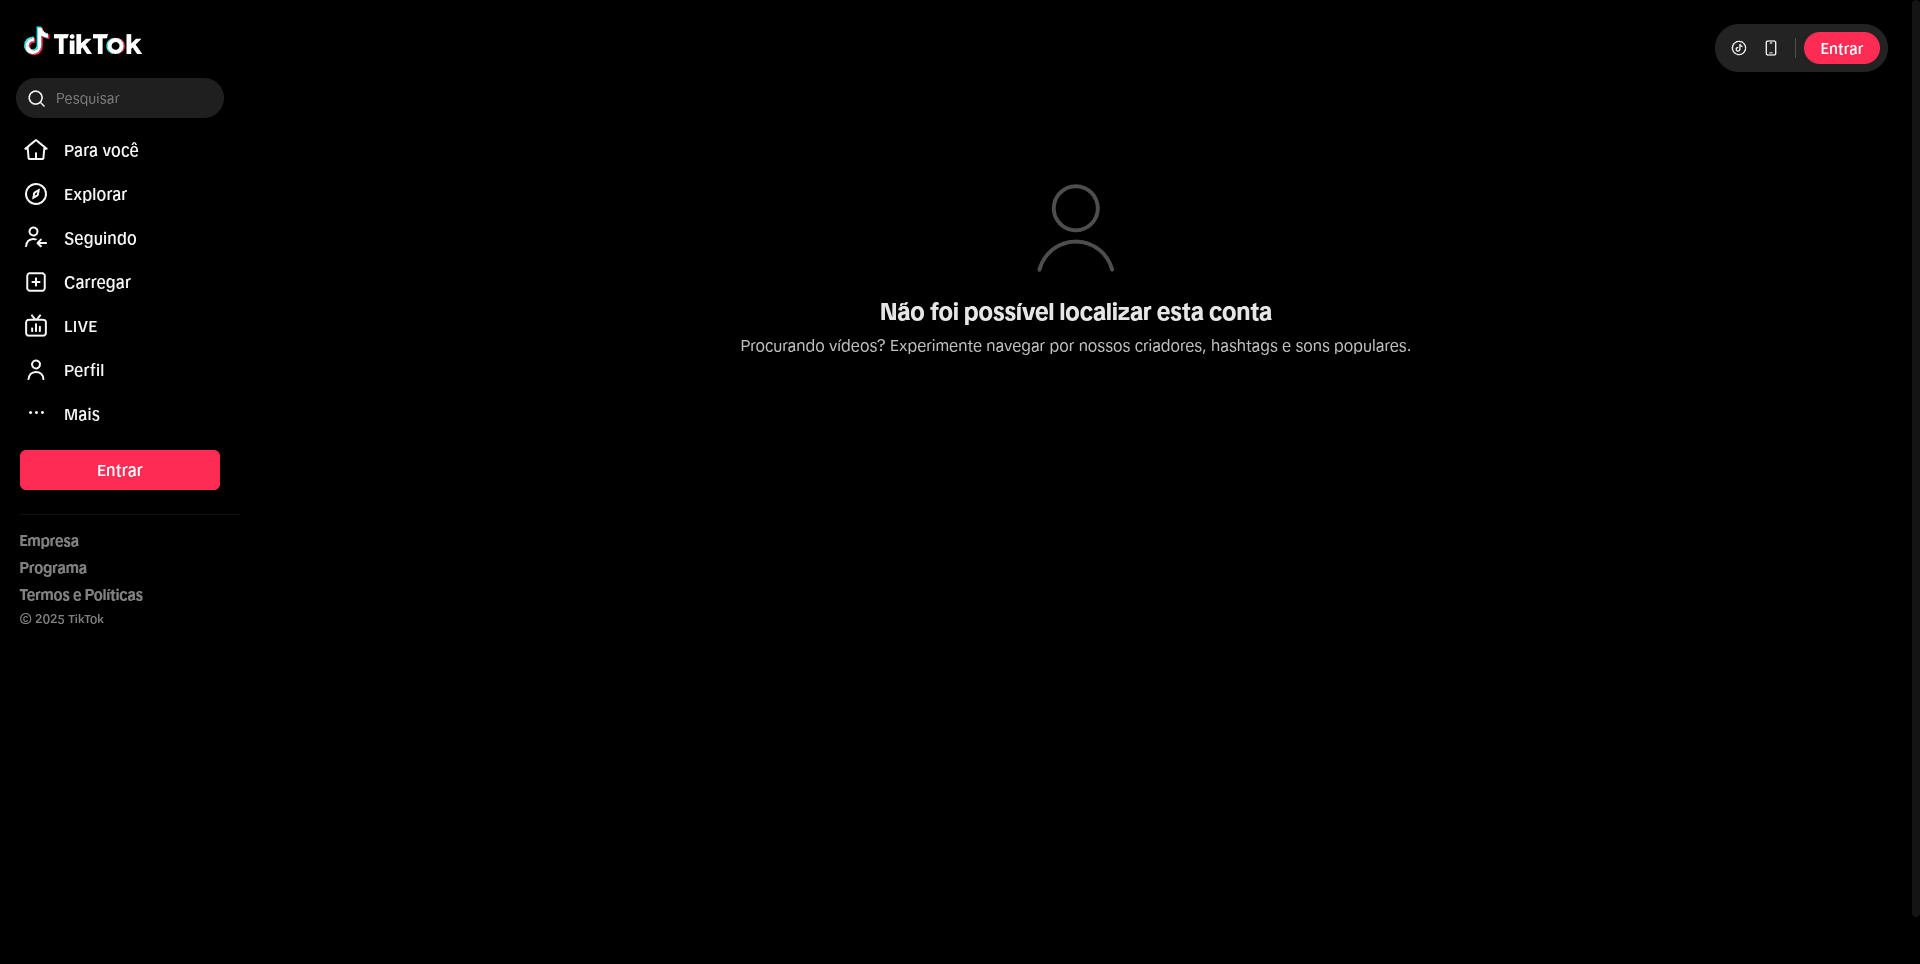 TikTok
Pesquisar
Para você
Explorar
Seguindo
Carregar
LIVE
Perfil
Mais
Entrar
Empresa
Programa
Termos e Políticas
© 2025 TikTok
Entrar
Não foi possível localizar esta conta
Procurando vídeos? Experimente navegar por nossos criadores, hashtags e sons populares.